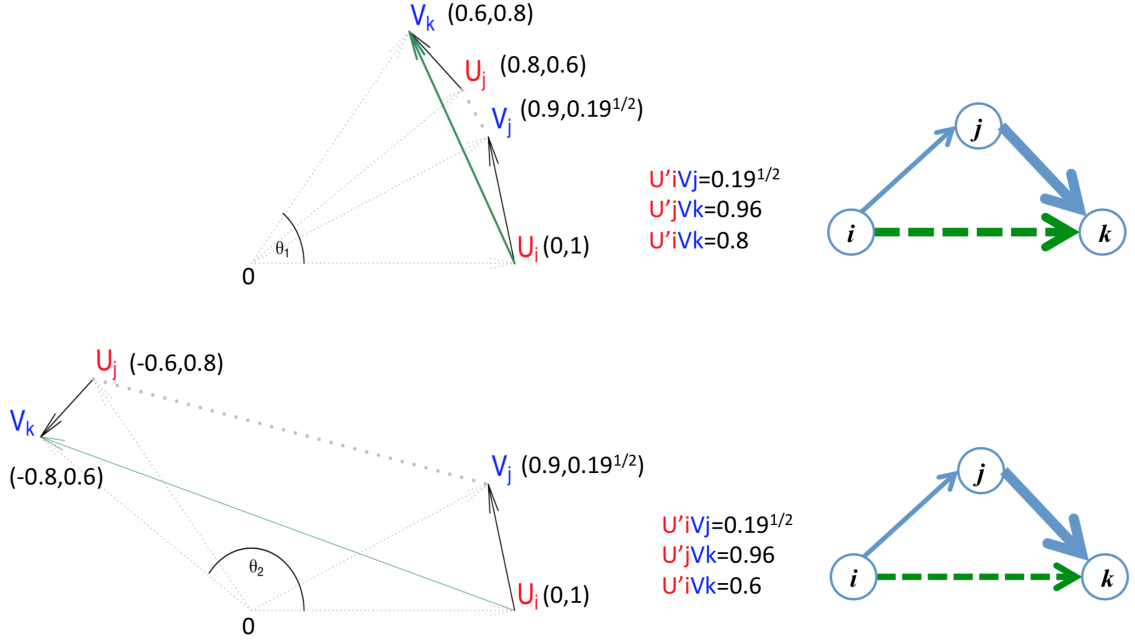 Vk (0.6,0.8)
Uj (0.8,0.6)
Vj (0.9,0.19^1/2)
θ1
Ui (0,1)
0
U'iVj=0.19^1/2
U'jVk=0.96
U'iVk=0.8
j
i
k
Uj (-0.6,0.8)
Vk
(-0.8,0.6)
Vj (0.9,0.19^1/2)
θ2
Ui (0,1)
0
U'iVj=0.19^1/2
U'jVk=0.96
U'iVk=0.6
j
i
k